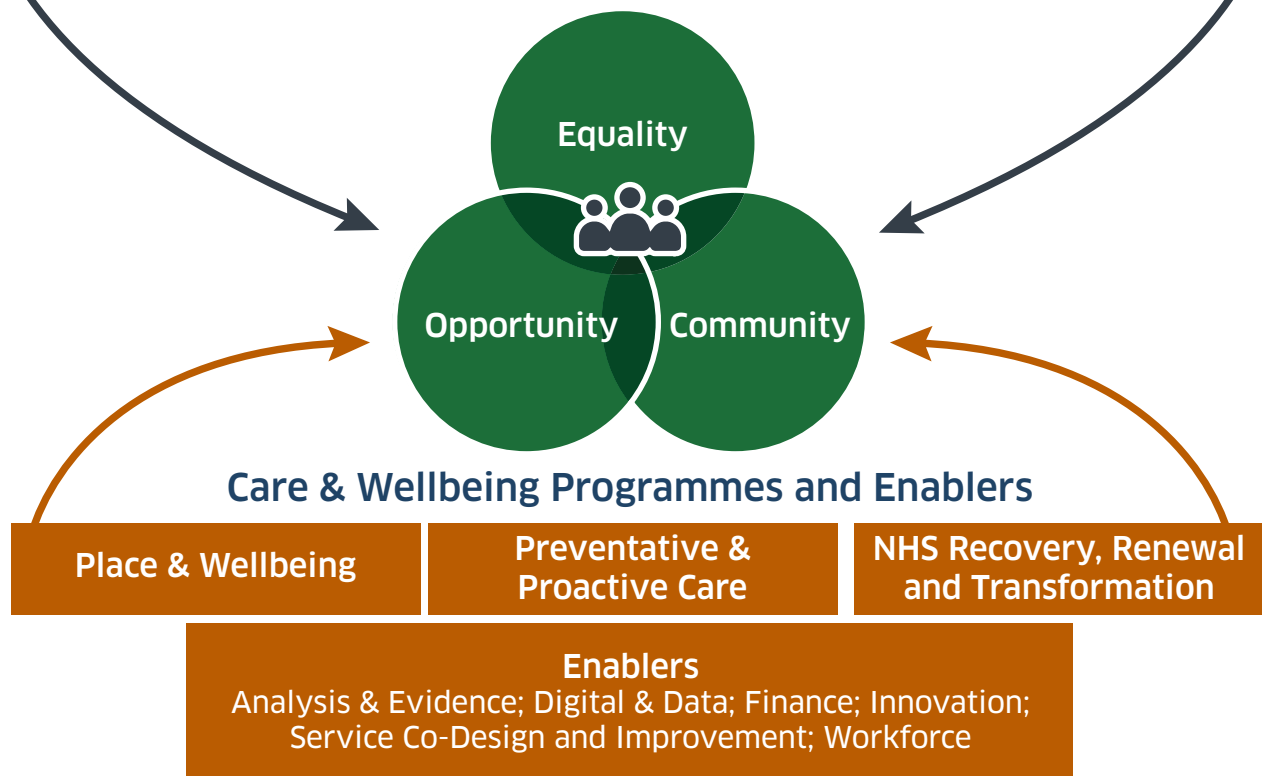 Equality
Opportunity
Community
Care & Wellbeing Programmes and Enablers
Place & Wellbeing
Preventative &
Proactive Care
NHS Recovery, Renewal
and Transformation
Enablers
Analysis & Evidence; Digital & Data; Finance; Innovation;
Service Co-Design and Improvement; Workforce